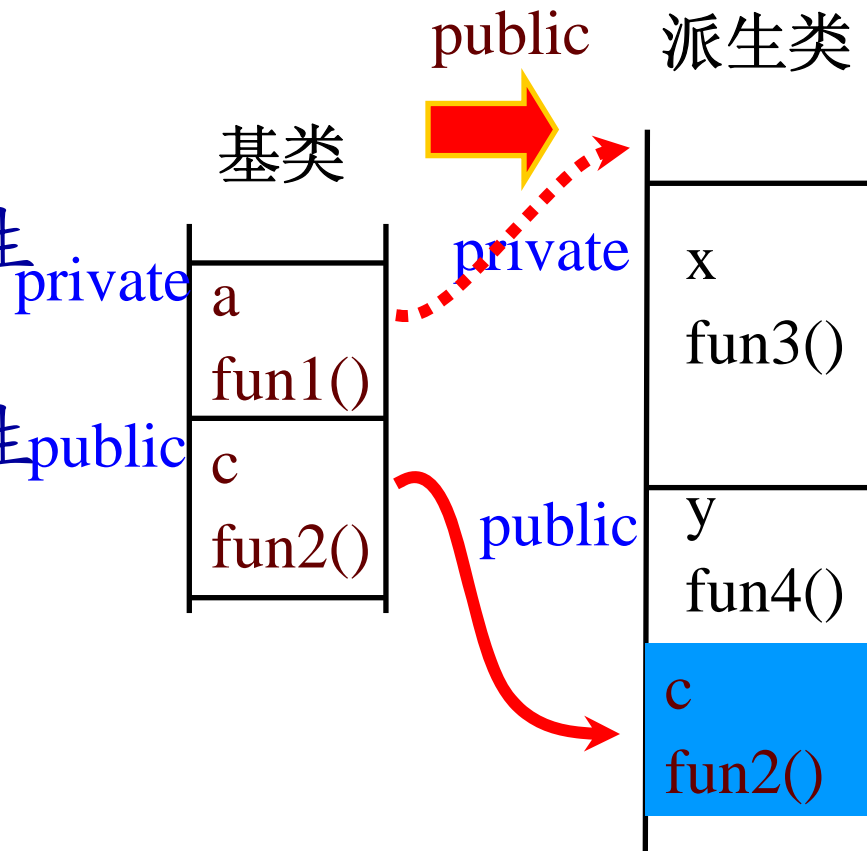 public
派生类
基类
private
a
fun1()
public
c
fun2()
private
x
fun3()
public
y
fun4()
c
fun2()